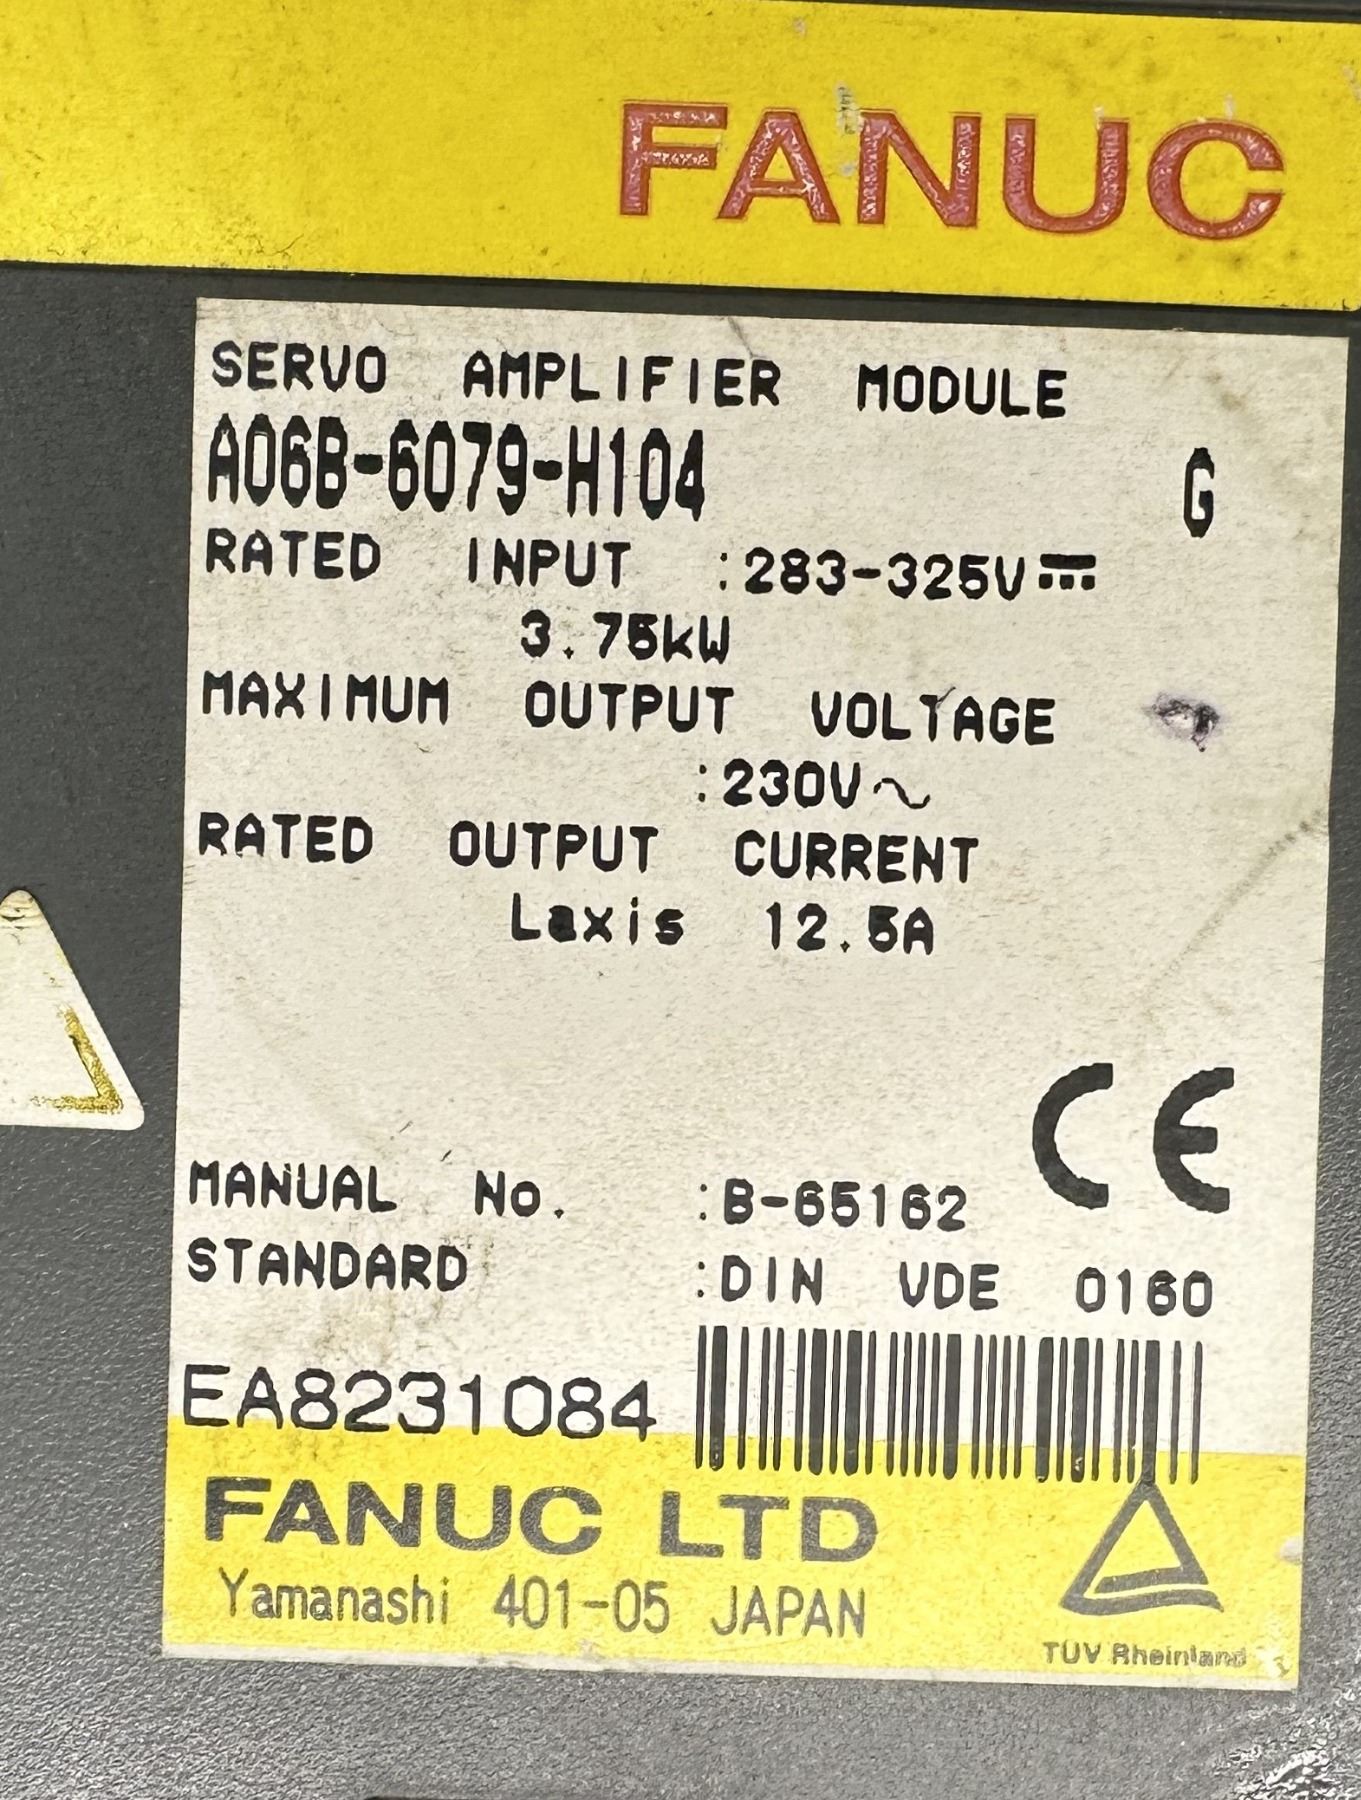 FANUC
SERVO AMPLIFIER MODULE
A06B-6079-H104 G
RATED INPUT :283-325V⎓
3.75kW
MAXIMUM OUTPUT VOLTAGE
:230V~
RATED OUTPUT CURRENT
Laxis 12.5A
CE
MANUAL No. :B-65162
STANDARD :DIN VDE 0160
EA8231084
FANUC LTD
Yamanashi 401-05 JAPAN
TUV Rheinland